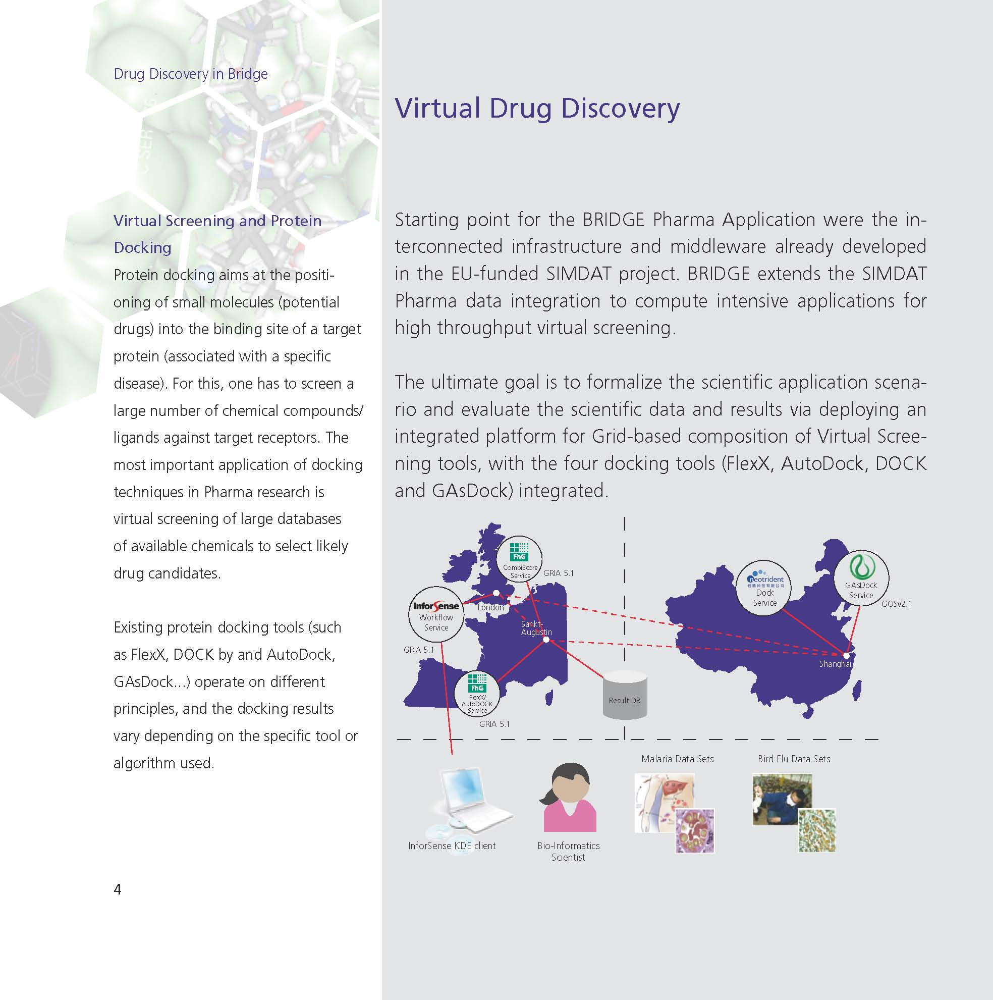 Drug Discovery in Bridge
Virtual Screening and Protein
Docking
Protein docking aims at the positi-
oning of small molecules (potential
drugs) into the binding site of a target
protein (associated with a specific
disease). For this, one has to screen a
large number of chemical compounds/
ligands against target receptors. The
most important application of docking
techniques in Pharma research is
virtual screening of large databases
of available chemicals to select likely
drug candidates.
Existing protein docking tools (such
as FlexX, DOCK by and AutoDock,
GAsDock...) operate on different
principles, and the docking results
vary depending on the specific tool or
algorithm used.
4
Virtual Drug Discovery
Starting point for the BRIDGE Pharma Application were the in-
terconnected infrastructure and middleware already developed
in the EU-funded SIMDAT project. BRIDGE extends the SIMDAT
Pharma data integration to compute intensive applications for
high throughput virtual screening.
The ultimate goal is to formalize the scientific application scena-
rio and evaluate the scientific data and results via deploying an
integrated platform for Grid-based composition of Virtual Scree-
ning tools, with the four docking tools (FlexX, AutoDock, DOCK
and GAsDock) integrated.
FhG
CombiScore
Service
GRIA 5.1
InforSense
Workflow
Service
GRIA 5.1
London
Sankt-
Augustin
FhG
FlexX/
AutoDOCK
Service
GRIA 5.1
Result DB
neotrident
创腾科技有限公司
Dock
Service
GAsDock
Service
GOSv2.1
Shanghai
InforSense KDE client
Bio-Informatics
Scientist
Malaria Data Sets
Bird Flu Data Sets